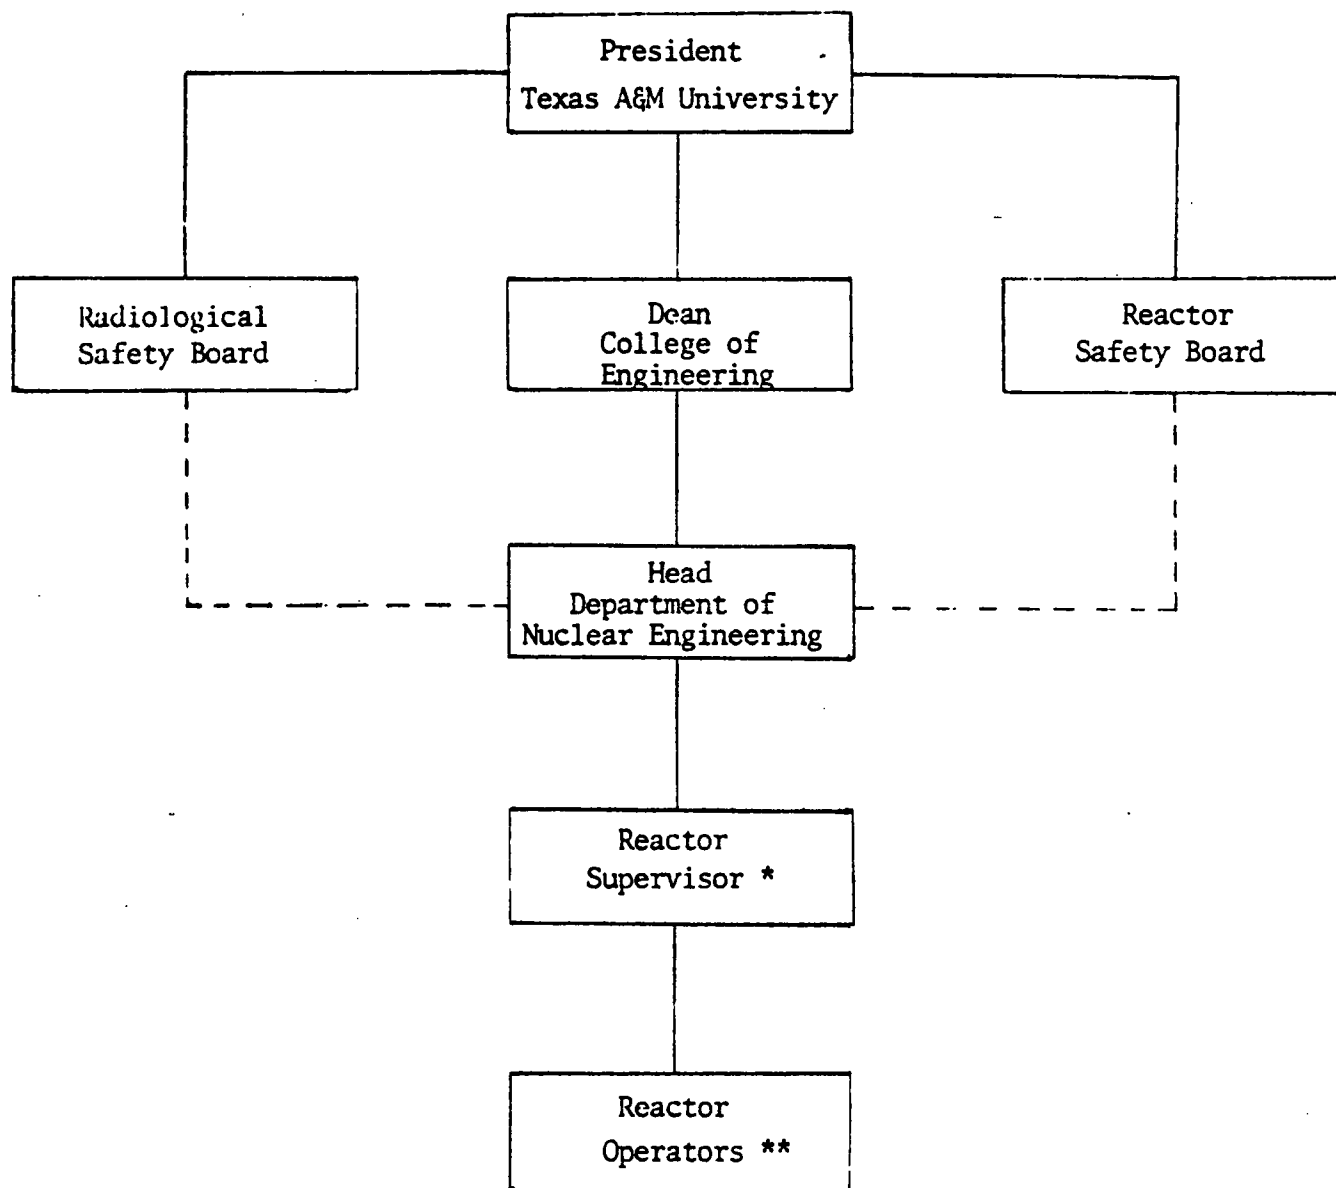 President
Texas A&M University
Radiological
Safety Board
Dean
College of
Engineering
Reactor
Safety Board
Head
Department of
Nuclear Engineering
Reactor
Supervisor *
Reactor
Operators **